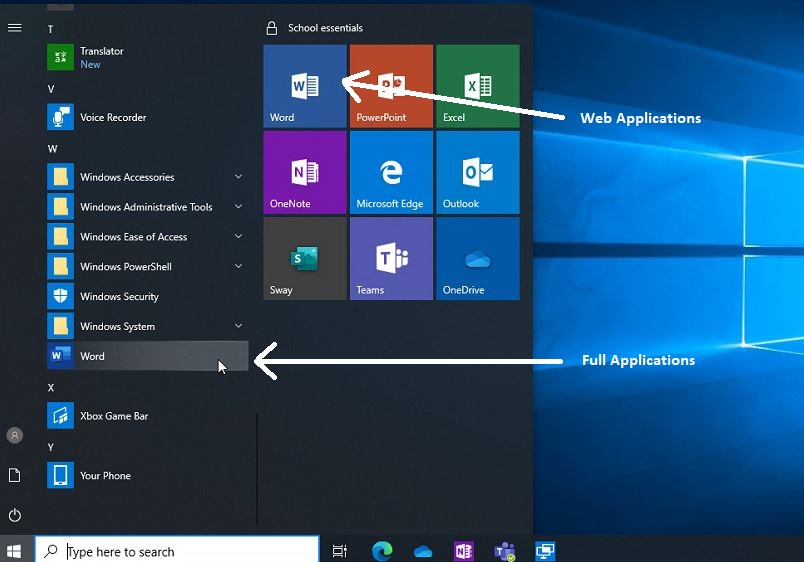 T
Translator
New
V
Voice Recorder
W
Windows Accessories
Windows Administrative Tools
Windows Ease of Access
Windows PowerShell
Windows Security
Windows System
Word
X
Xbox Game Bar
Y
Your Phone
School essentials
Word
PowerPoint
Excel
OneNote
Microsoft Edge
Outlook
Sway
Teams
OneDrive
Web Applications
Full Applications
Type here to search